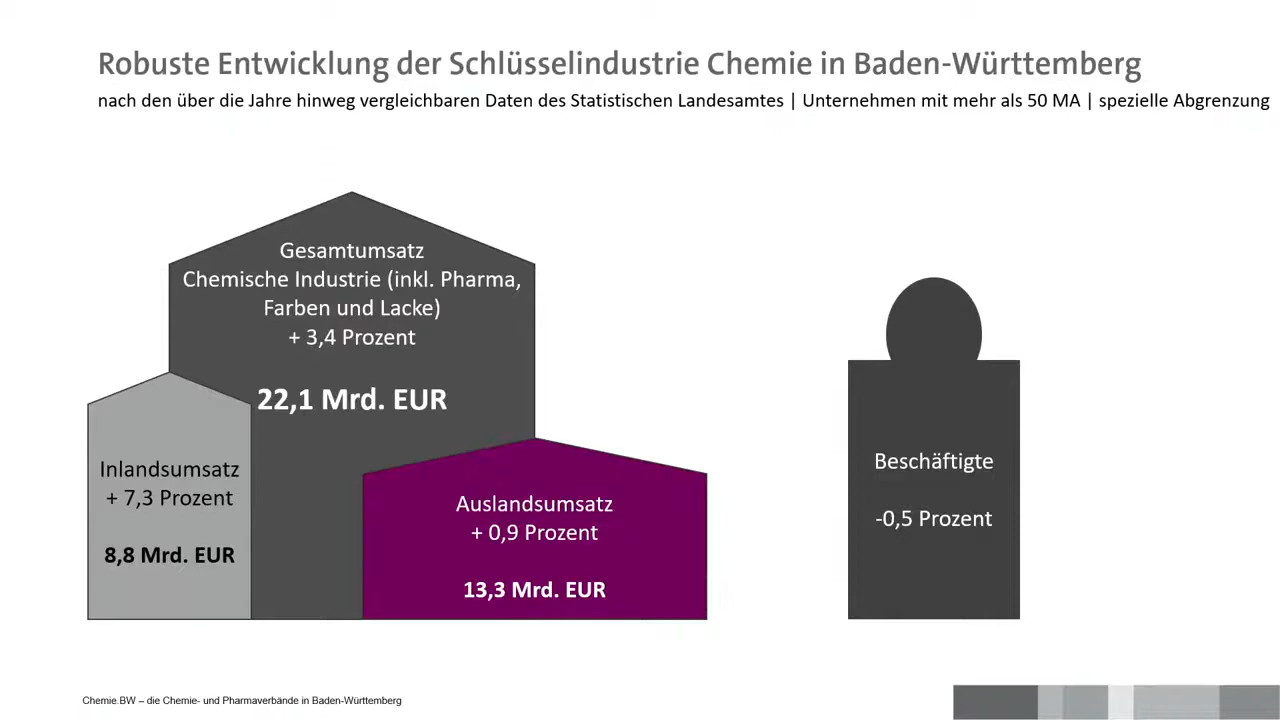 Robuste Entwicklung der Schlüsselindustrie Chemie in Baden-Württemberg
nach den über die Jahre hinweg vergleichbaren Daten des Statistischen Landesamtes | Unternehmen mit mehr als 50 MA | spezielle Abgrenzung
Gesamtumsatz
Chemische Industrie (inkl. Pharma,
Farben und Lacke)
+ 3,4 Prozent
22,1 Mrd. EUR
Inlandsumsatz
+ 7,3 Prozent
8,8 Mrd. EUR
Auslandsumsatz
+ 0,9 Prozent
13,3 Mrd. EUR
Beschäftigte
-0,5 Prozent
Chemie.BW – die Chemie- und Pharmaverbände in Baden-Württemberg